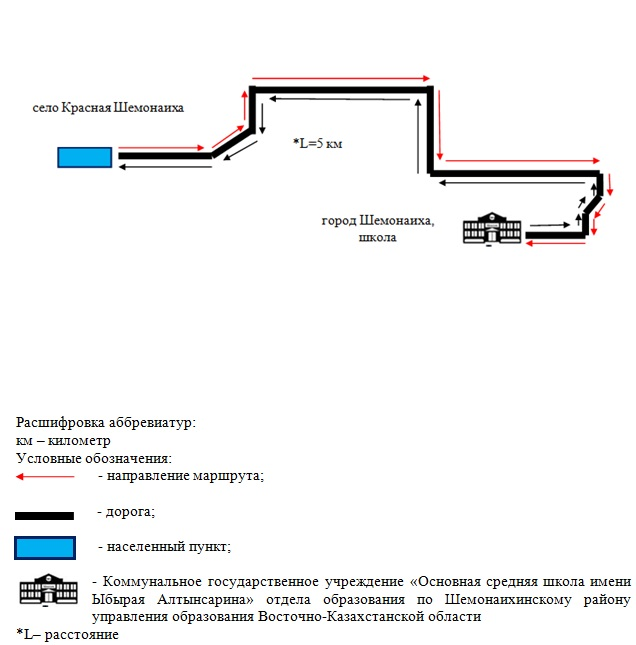 село Красная Шемонаиха
*L=5 км
город Шемонаиха,
школа
Расшифровка аббревиатур:
км – километр
Условные обозначения:
- направление маршрута;
- дорога;
- населенный пункт;
- Коммунальное государственное учреждение «Основная средняя школа имени
Ыбырая Алтынсарина» отдела образования по Шемонаихинскому району
управления образования Восточно-Казахстанской области
*L– расстояние